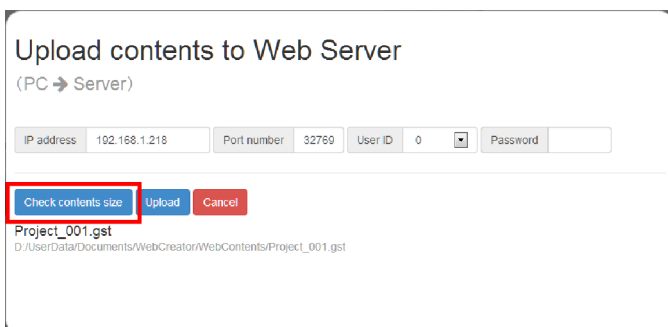 Upload contents to Web Server
(PC → Server)
IP address 192.168.1.218 Port number 32769 User ID 0 Password
Check contents size Upload Cancel
Project_001.gst
D:/UserData/Documents/WebCreator/WebContents/Project_001.gst